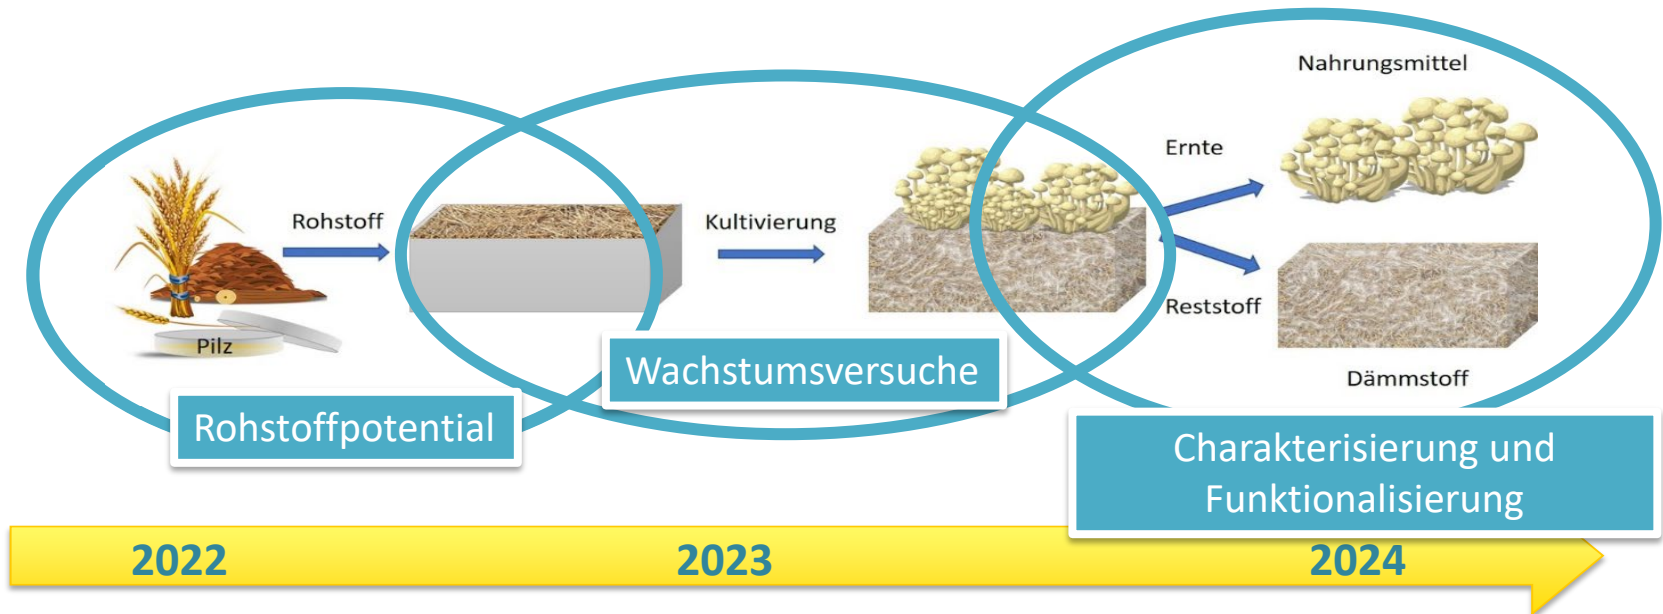 Nahrungsmittel
Ernte
Rohstoff
Kultivierung
Reststoff
Pilz
Dämmstoff
Rohstoffpotential
Wachstumsversuche
Charakterisierung und
Funktionalisierung
2022
2023
2024